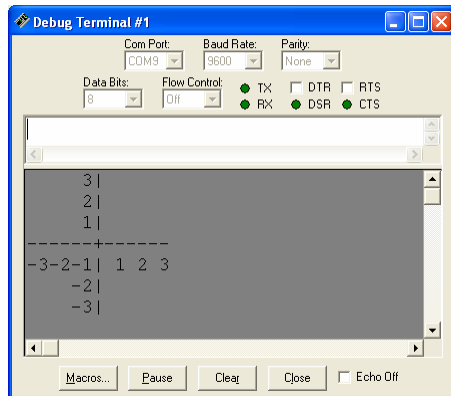 Debug Terminal #1
Com Port: Baud Rate: Parity:
COM9 9600 None
Data Bits: Flow Control: TX DTR RTS
8 Off RX DSR CTS
3|
2|
1|
------+------
-3-2-1| 1 2 3
-2|
-3|
Macros... Pause Clear Close Echo Off